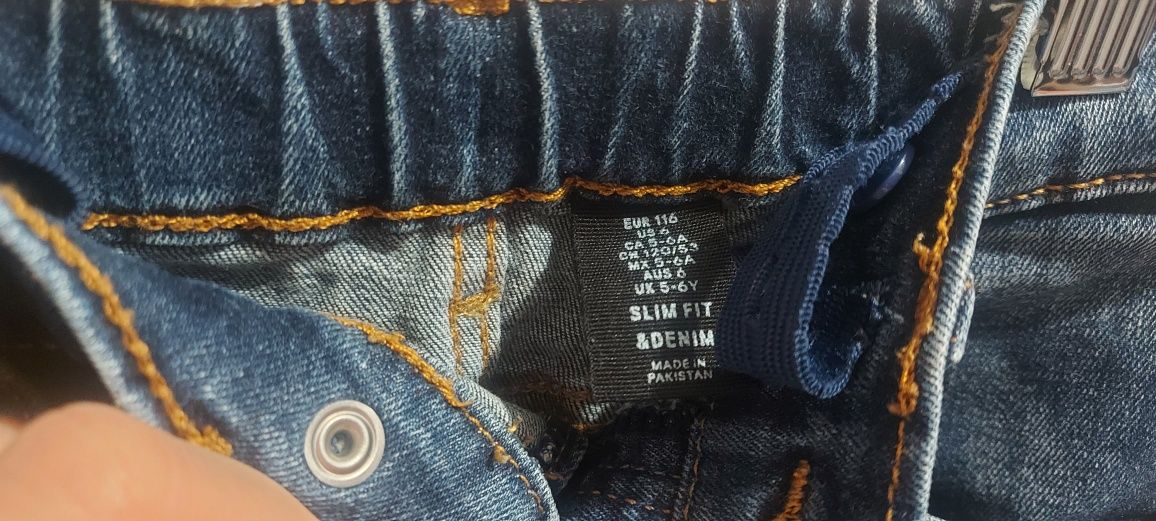 EUR 116
US 6
CA 5-6A
CN 120/53
MX 5-6A
AUS 6
UK 5-6Y
SLIM FIT
&DENIM
MADE IN
PAKISTAN